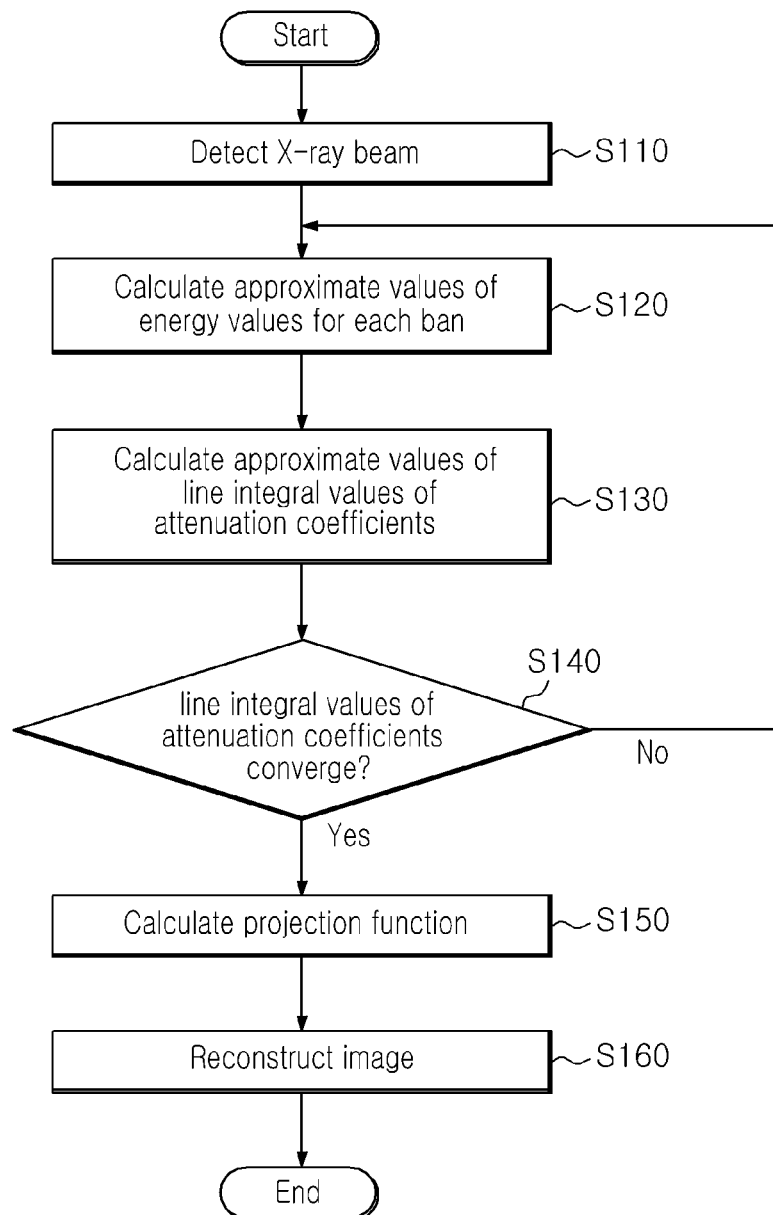 Start
Detect X-ray beam
S110
Calculate approximate values of
energy values for each ban
S120
Calculate approximate values of
line integral values of
attenuation coefficients
S130
S140
line integral values of
attenuation coefficients
converge?
No
Yes
Calculate projection function
S150
Reconstruct image
S160
End